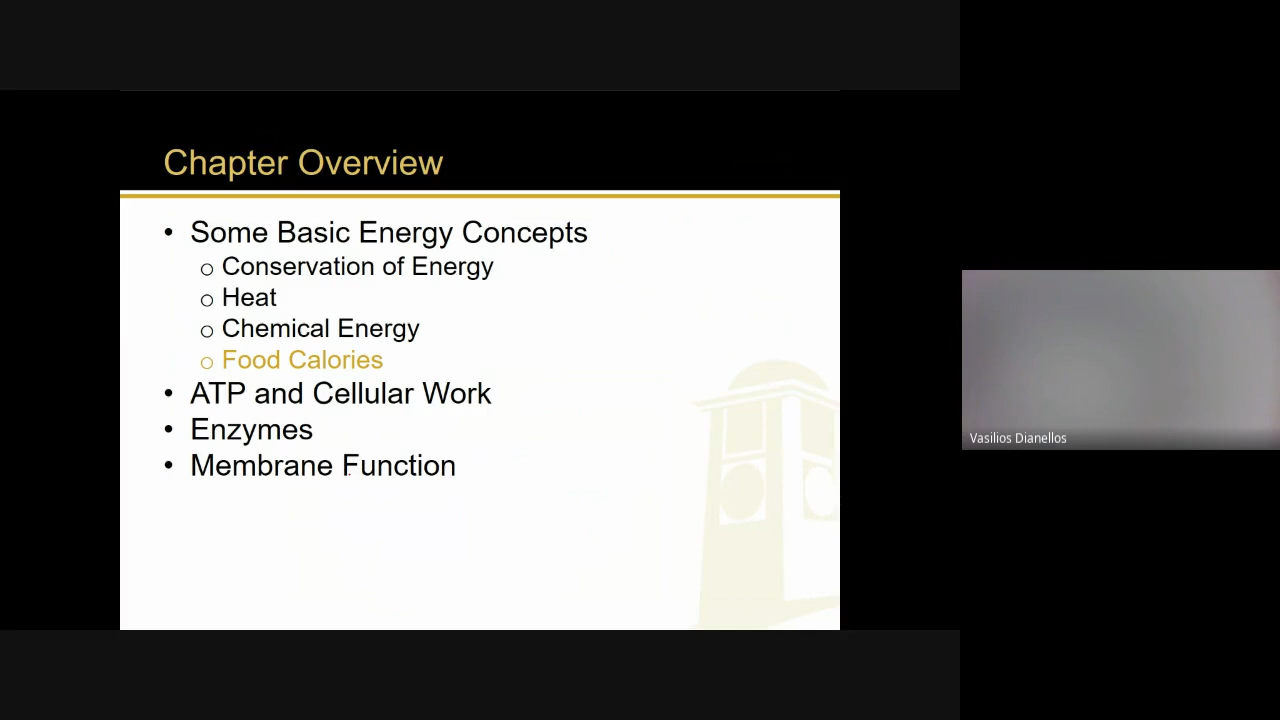 Chapter Overview
• Some Basic Energy Concepts
o Conservation of Energy
o Heat
o Chemical Energy
o Food Calories
• ATP and Cellular Work
• Enzymes
• Membrane Function
Vasilios Dianellos